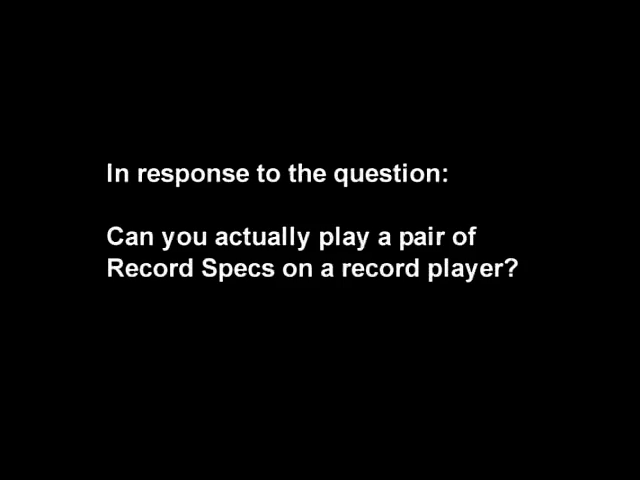 In response to the question:
Can you actually play a pair of
Record Specs on a record player?